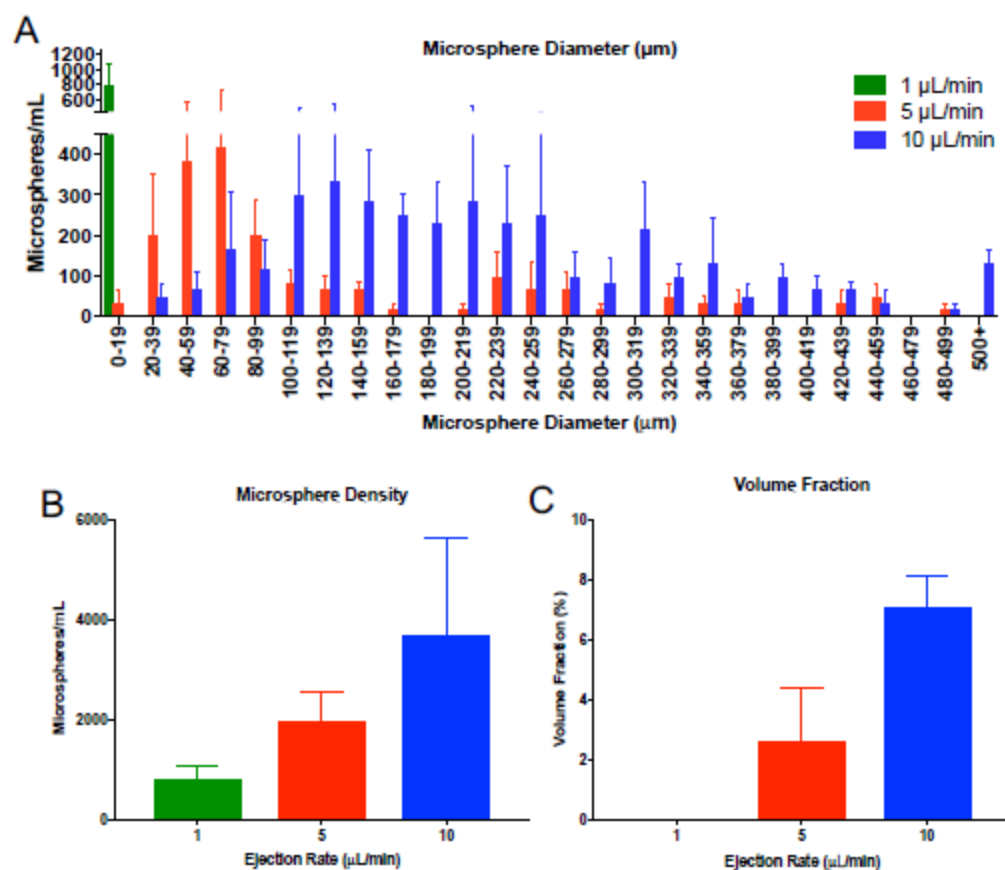 A
Microsphere Diameter (µm)
1200
1000
800
600
400
300
200
100
0
Microspheres/mL
1 µL/min
5 µL/min
10 µL/min
0-19
20-39
40-59
60-79
80-99
100-119
120-139
140-159
160-179
180-199
200-219
220-239
240-259
260-279
280-299
300-319
320-339
340-359
360-379
380-399
400-419
420-439
440-459
460-479
480-499
500+
Microsphere Diameter (µm)
B
Microsphere Density
6000
4000
2000
0
Microspheres/mL
1 5 10
Ejection Rate (µL/min)
C
Volume Fraction
10
8
6
4
2
0
Volume Fraction (%)
1 5 10
Ejection Rate (µL/min)